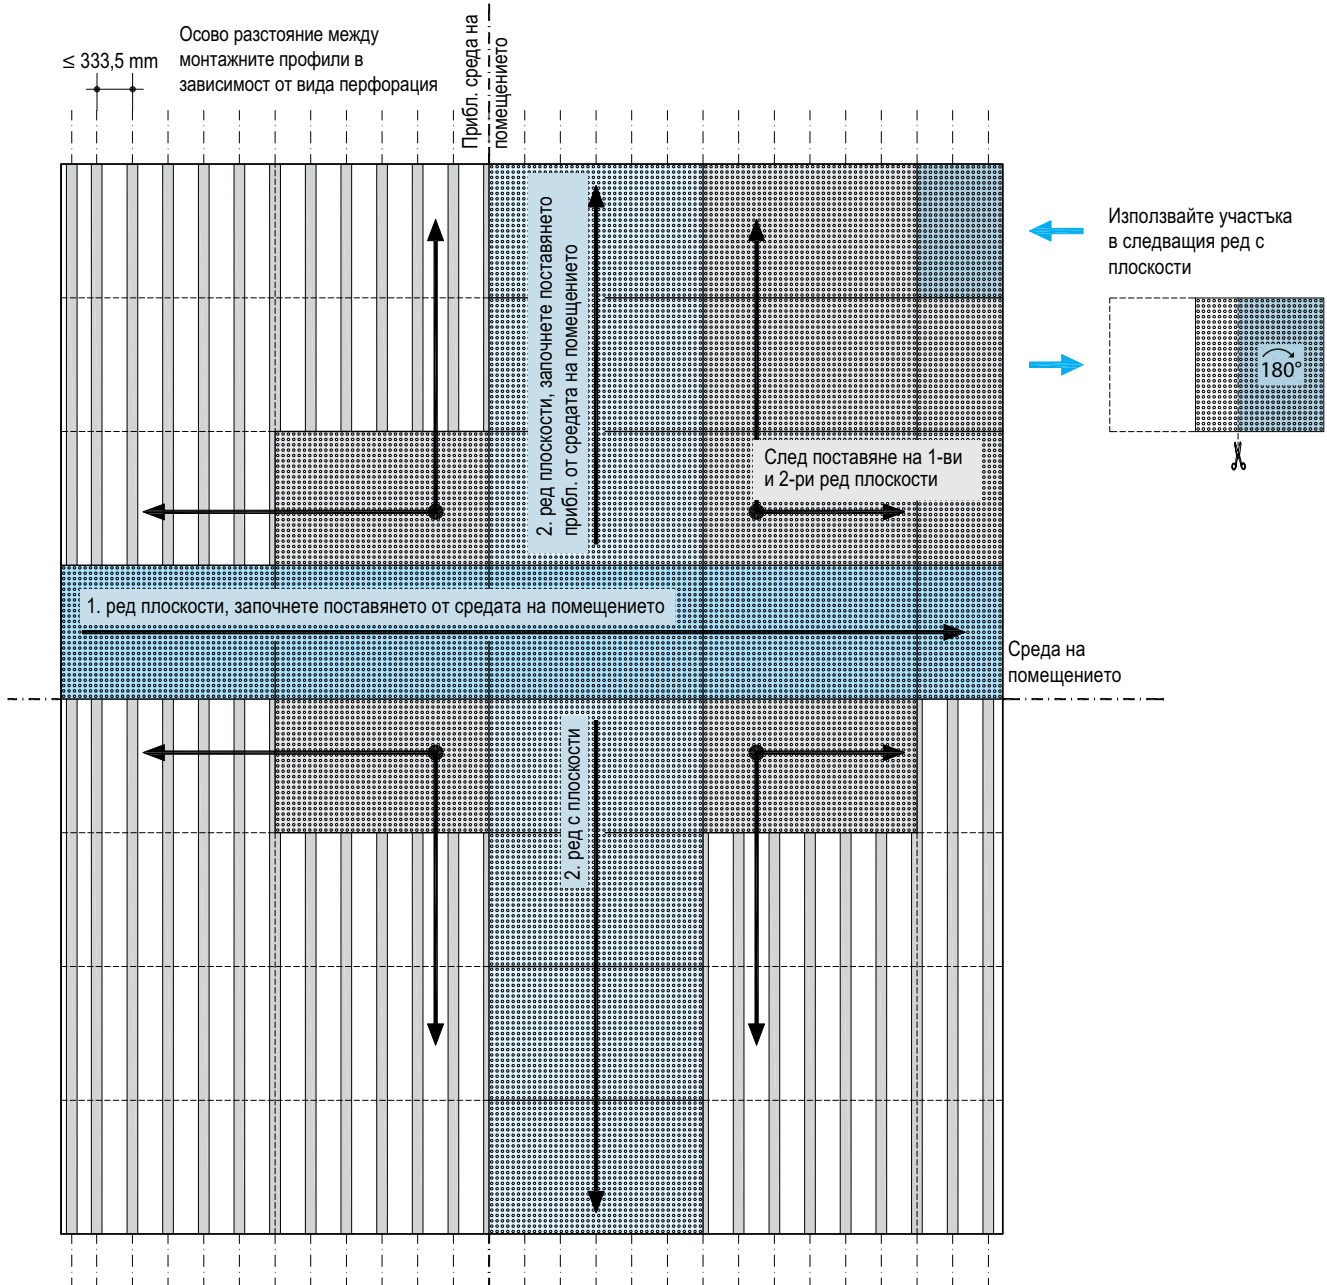 Осово разстояние между
монтажните профили в
зависимост от вида перфорация
≤ 333,5 mm
Прибл. среда на
помещението
Използвайте участъка
в следващия ред с
плоскости
180°
2. ред плоскости, започнете поставянето
прибл. от средата на помещението
След поставяне на 1-ви
и 2-ри ред плоскости
1. ред плоскости, започнете поставянето от средата на помещението
Среда на
помещението
2. ред с плоскости